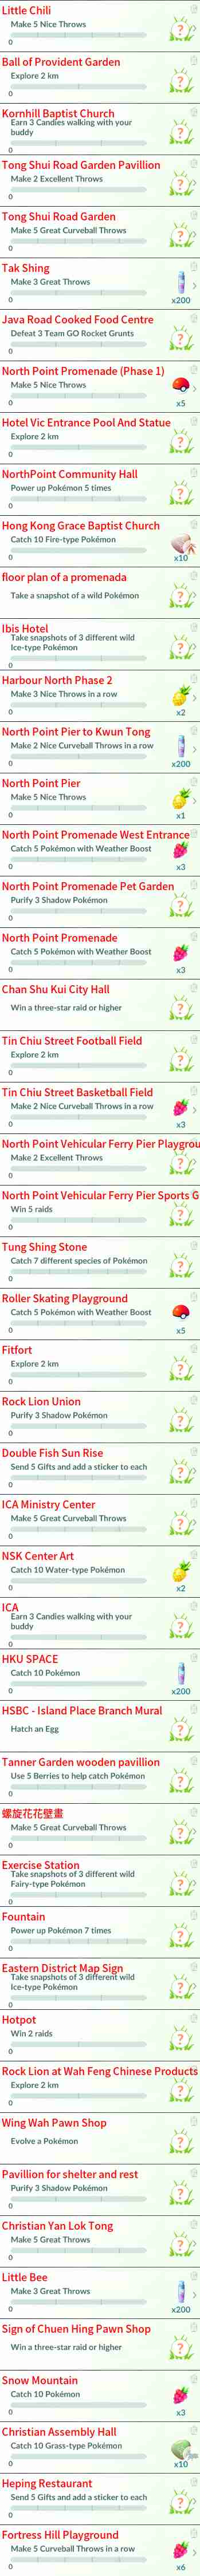 Little Chili
Make 5 Nice Throws
0
Ball of Provident Garden
Explore 2 km
0
Kornhill Baptist Church
Earn 3 Candies walking with your
buddy
0
Tong Shui Road Garden Pavillion
Make 2 Excellent Throws
0
Tong Shui Road Garden
Make 5 Great Curveball Throws
0
Tak Shing
Make 3 Great Throws
0
x200
Java Road Cooked Food Centre
Defeat 3 Team GO Rocket Grunts
0
North Point Promenade (Phase 1)
Make 5 Nice Throws
0
x5
Hotel Vic Entrance Pool And Statue
Explore 2 km
0
NorthPoint Community Hall
Power up Pokémon 5 times
0
Hong Kong Grace Baptist Church
Catch 10 Fire-type Pokémon
0
x10
floor plan of a promenada
Take a snapshot of a wild Pokémon
Ibis Hotel
Take snapshots of 3 different wild
Ice-type Pokémon
0
Harbour North Phase 2
Make 3 Nice Throws in a row
0
x2
North Point Pier to Kwun Tong
Make 2 Nice Curveball Throws in a row
0
x200
North Point Pier
Make 5 Nice Throws
0
x1
North Point Promenade West Entrance
Catch 5 Pokémon with Weather Boost
0
x3
North Point Promenade Pet Garden
Purify 3 Shadow Pokémon
0
North Point Promenade
Catch 5 Pokémon with Weather Boost
0
x3
Chan Shu Kui City Hall
Win a three-star raid or higher
Tin Chiu Street Football Field
Explore 2 km
0
Tin Chiu Street Basketball Field
Make 2 Nice Curveball Throws in a row
0
x3
North Point Vehicular Ferry Pier Playgrou
Make 2 Excellent Throws
0
North Point Vehicular Ferry Pier Sports G
Win 5 raids
0
Tung Shing Stone
Catch 7 different species of Pokémon
0
Roller Skating Playground
Catch 5 Pokémon with Weather Boost
0
x5
Fitfort
Explore 2 km
0
Rock Lion Union
Purify 3 Shadow Pokémon
0
Double Fish Sun Rise
Send 5 Gifts and add a sticker to each
0
ICA Ministry Center
Make 5 Great Curveball Throws
0
NSK Center Art
Catch 10 Water-type Pokémon
0
x2
ICA
Earn 3 Candies walking with your
buddy
0
HKU SPACE
Catch 10 Pokémon
0
x200
HSBC - Island Place Branch Mural
Hatch an Egg
Tanner Garden wooden pavillion
Use 5 Berries to help catch Pokémon
0
螺旋花花壁畫
Make 5 Great Curveball Throws
0
Exercise Station
Take snapshots of 3 different wild
Fairy-type Pokémon
0
Fountain
Power up Pokémon 7 times
0
Eastern District Map Sign
Take snapshots of 3 different wild
Ice-type Pokémon
0
Hotpot
Win 2 raids
0
Rock Lion at Wah Feng Chinese Products
Explore 2 km
0
Wing Wah Pawn Shop
Evolve a Pokémon
Pavillion for shelter and rest
Purify 3 Shadow Pokémon
0
Christian Yan Lok Tong
Make 5 Great Throws
0
Little Bee
Make 3 Great Throws
0
x200
Sign of Chuen Hing Pawn Shop
Win a three-star raid or higher
Snow Mountain
Catch 10 Pokémon
0
x3
Christian Assembly Hall
Catch 10 Grass-type Pokémon
0
x10
Heping Restaurant
Send 5 Gifts and add a sticker to each
0
Fortress Hill Playground
Make 5 Curveball Throws in a row
0
x6